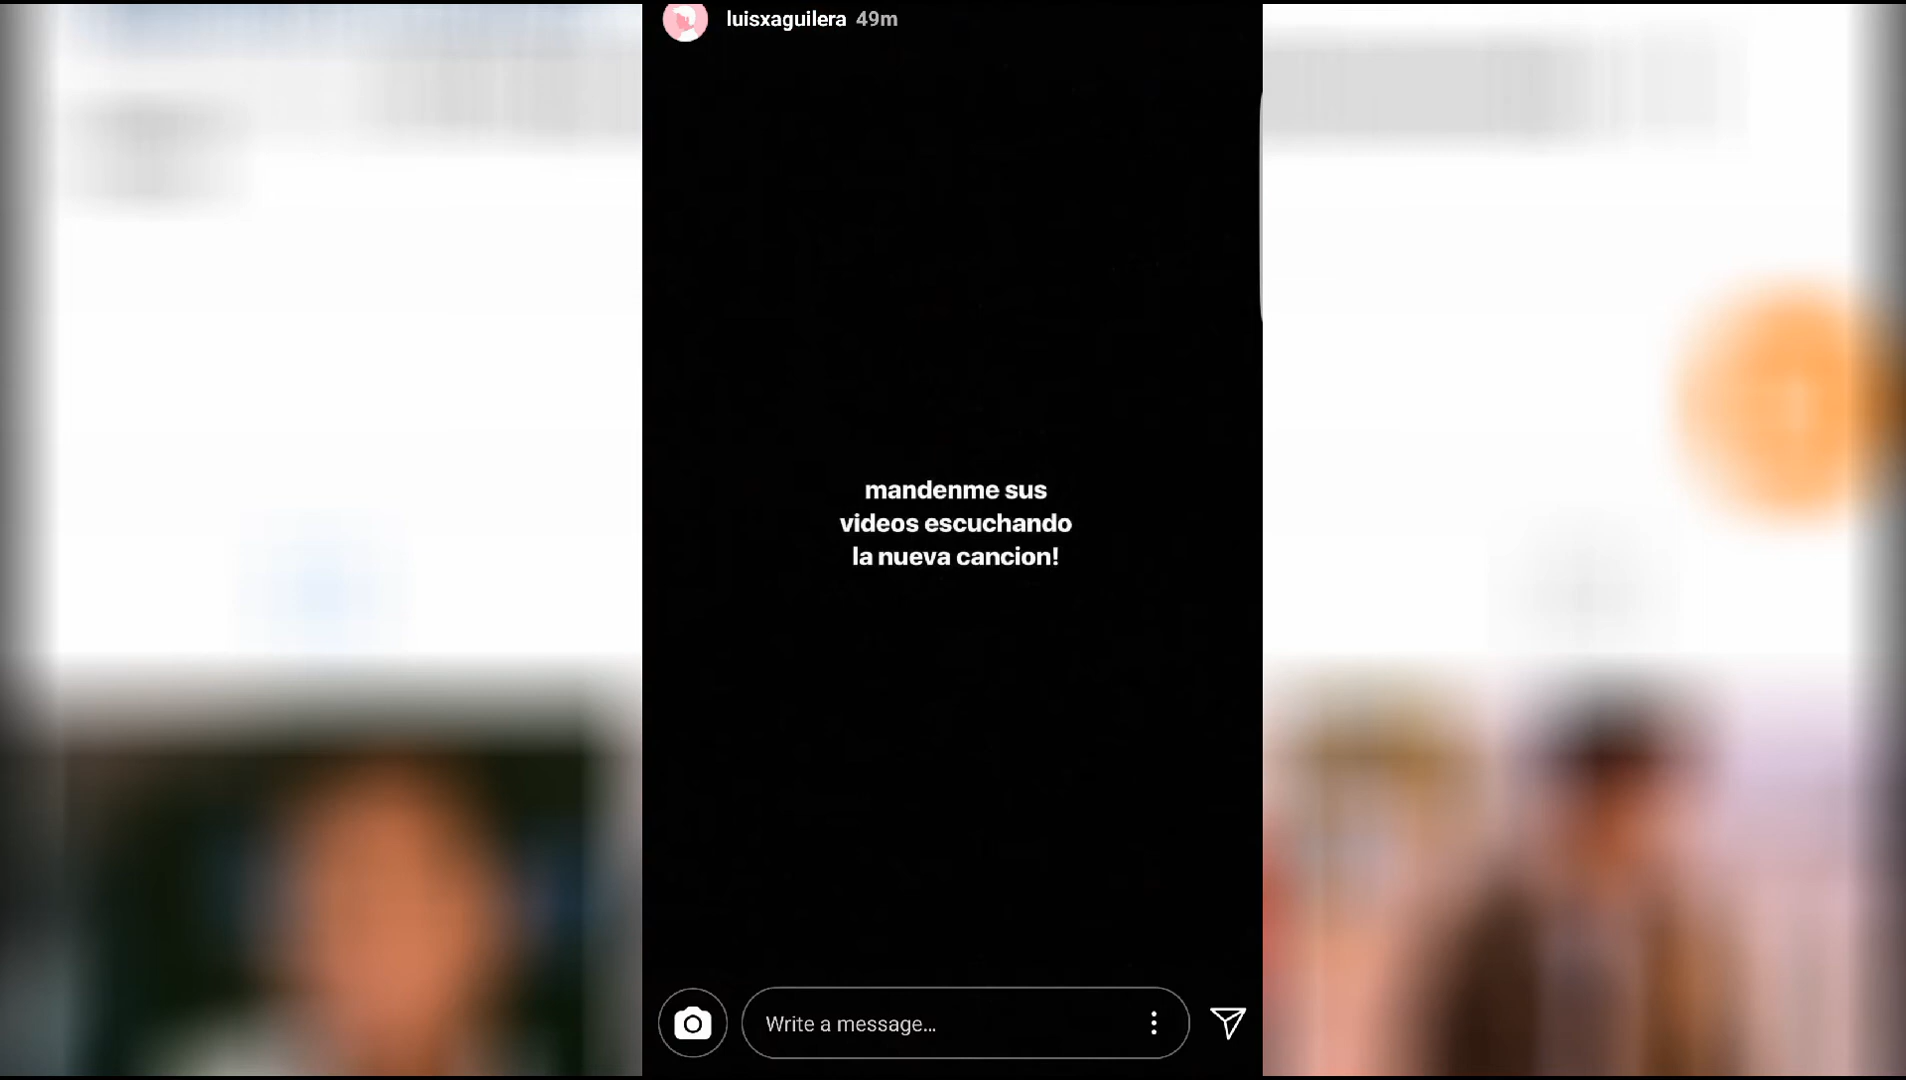 luisxaguilera 49m
mandenme sus
videos escuchando
la nueva cancion!
Write a message...